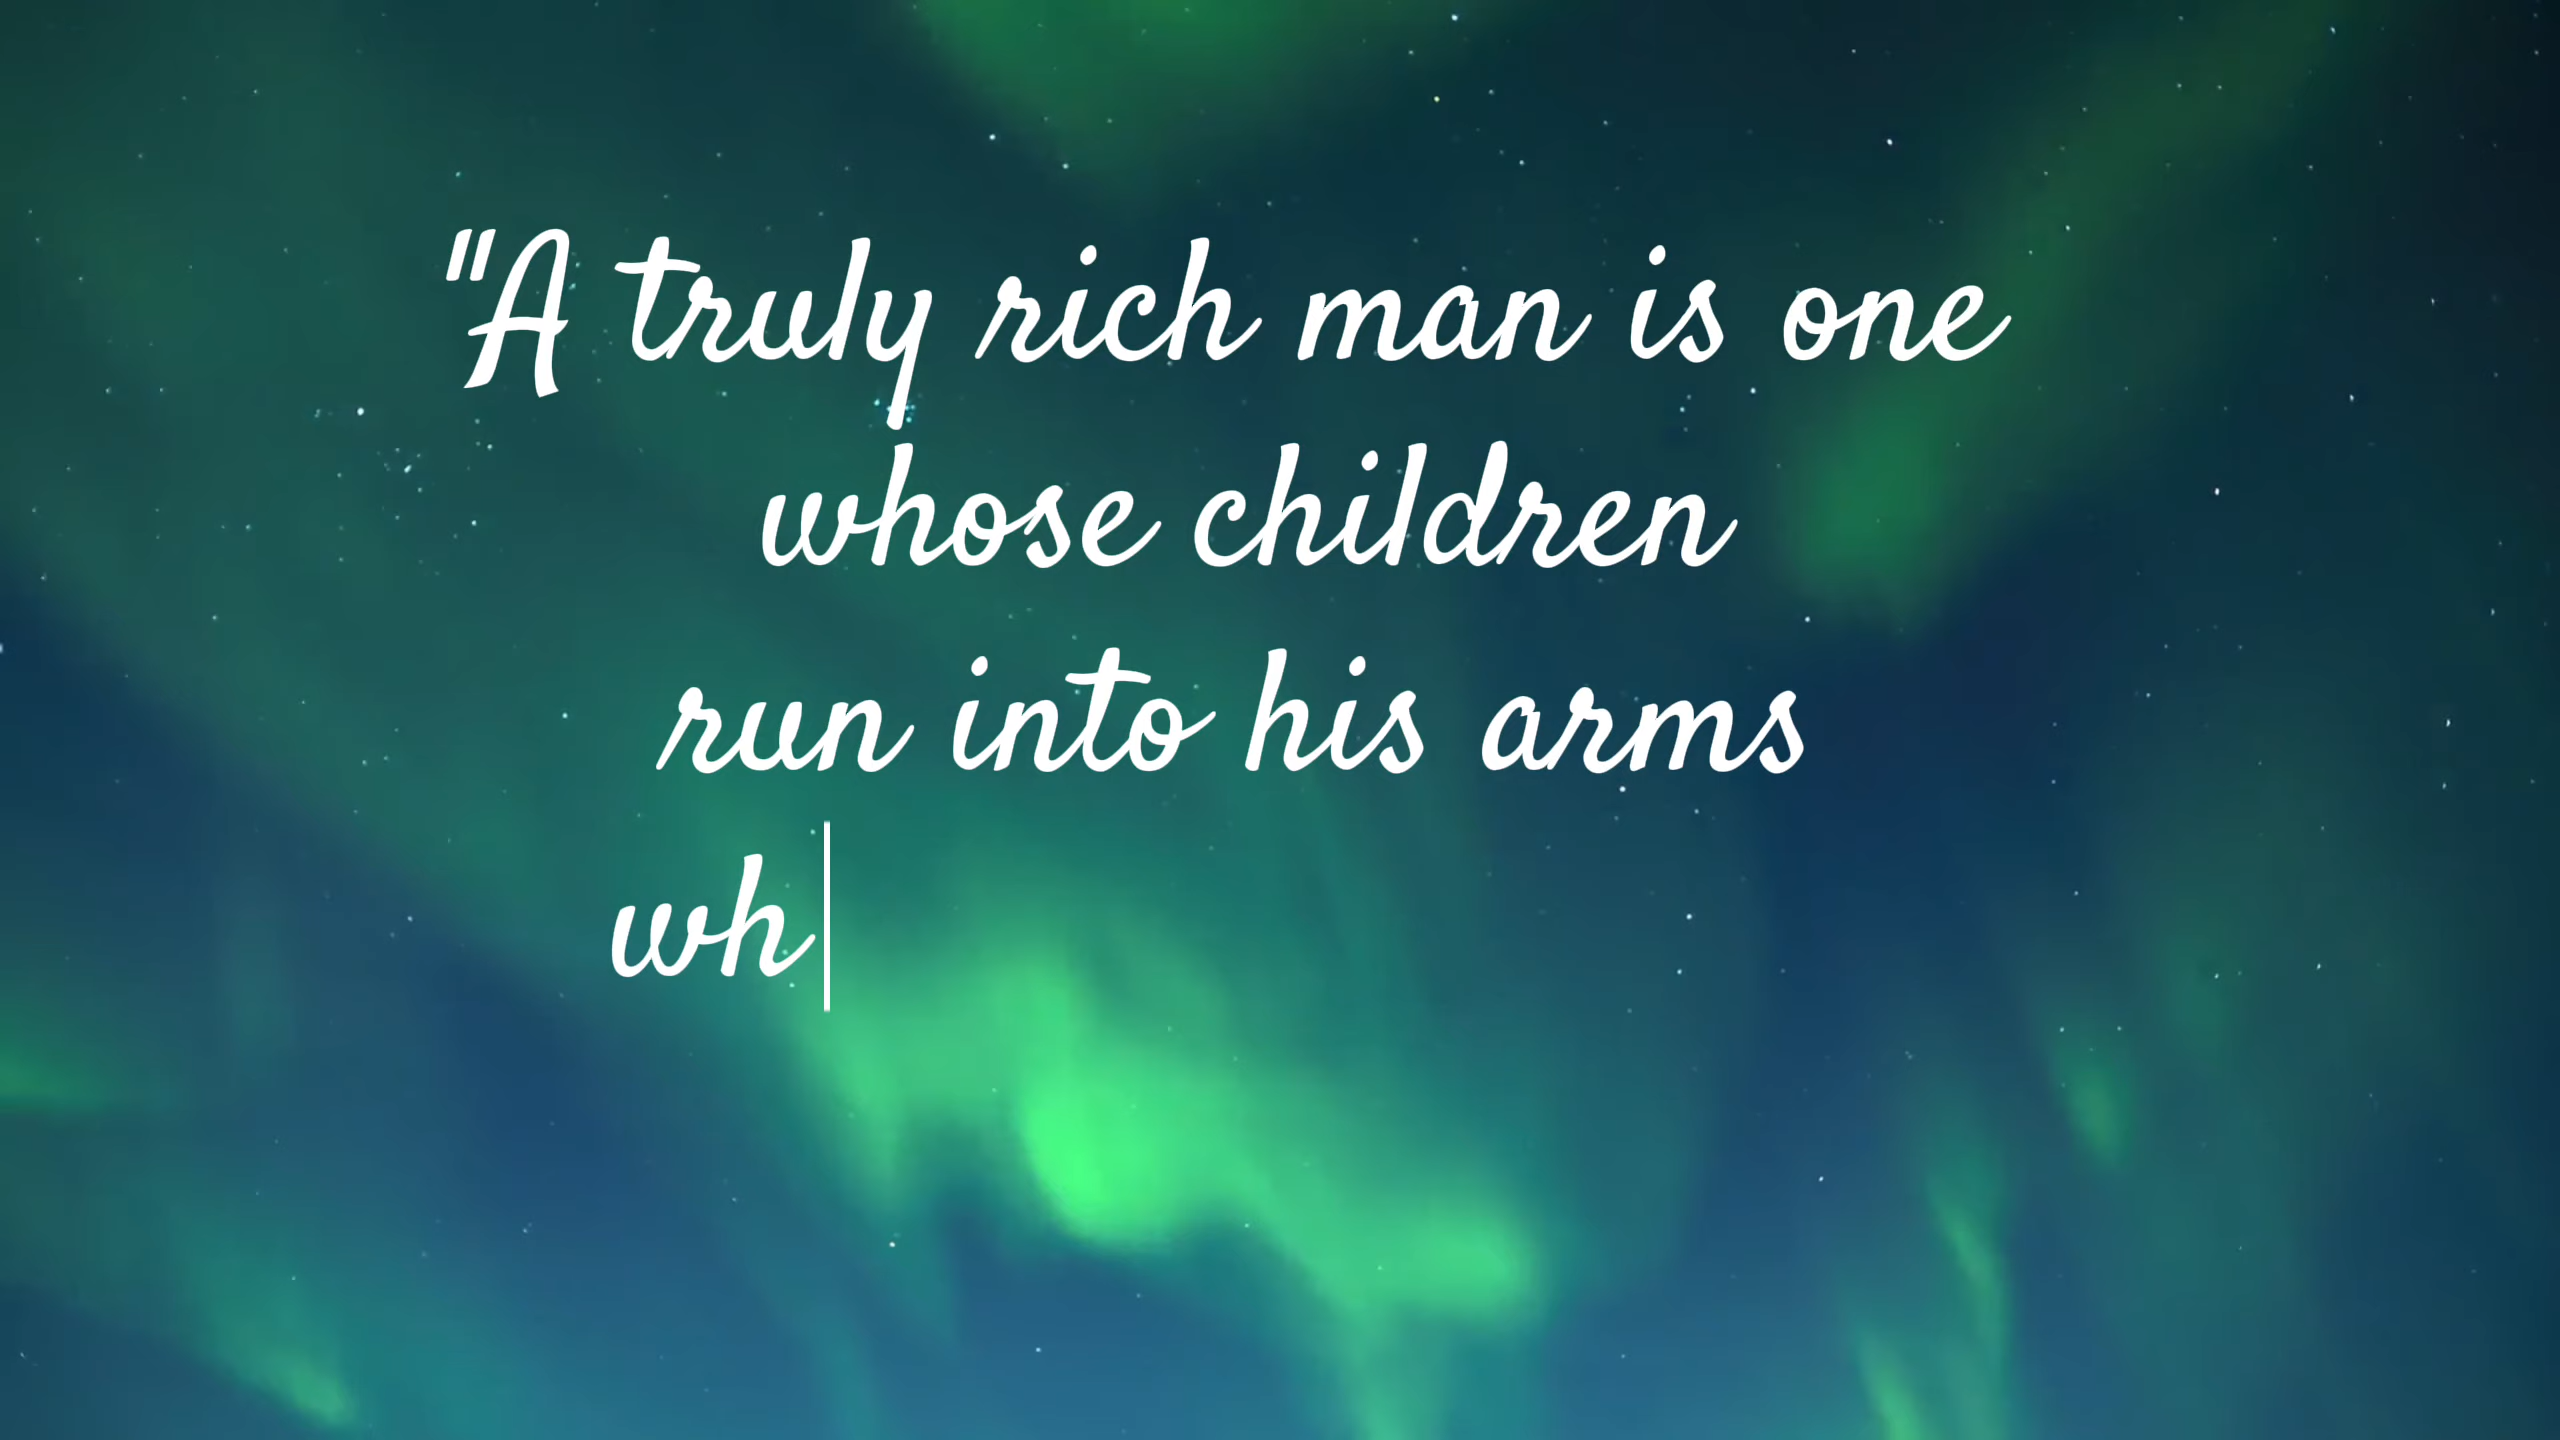 "A truly rich man is one
whose children
run into his arms
wh